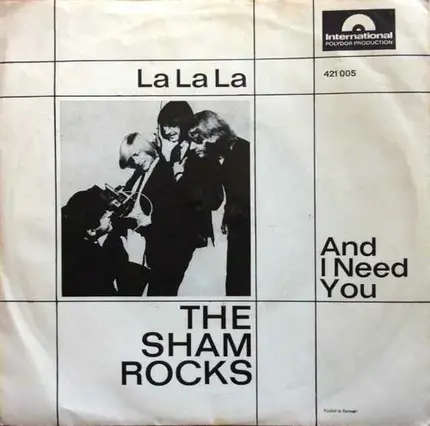 International
POLYDOR PRODUCTION
421 005
La La La
And
I Need
You
THE
SHAM
ROCKS